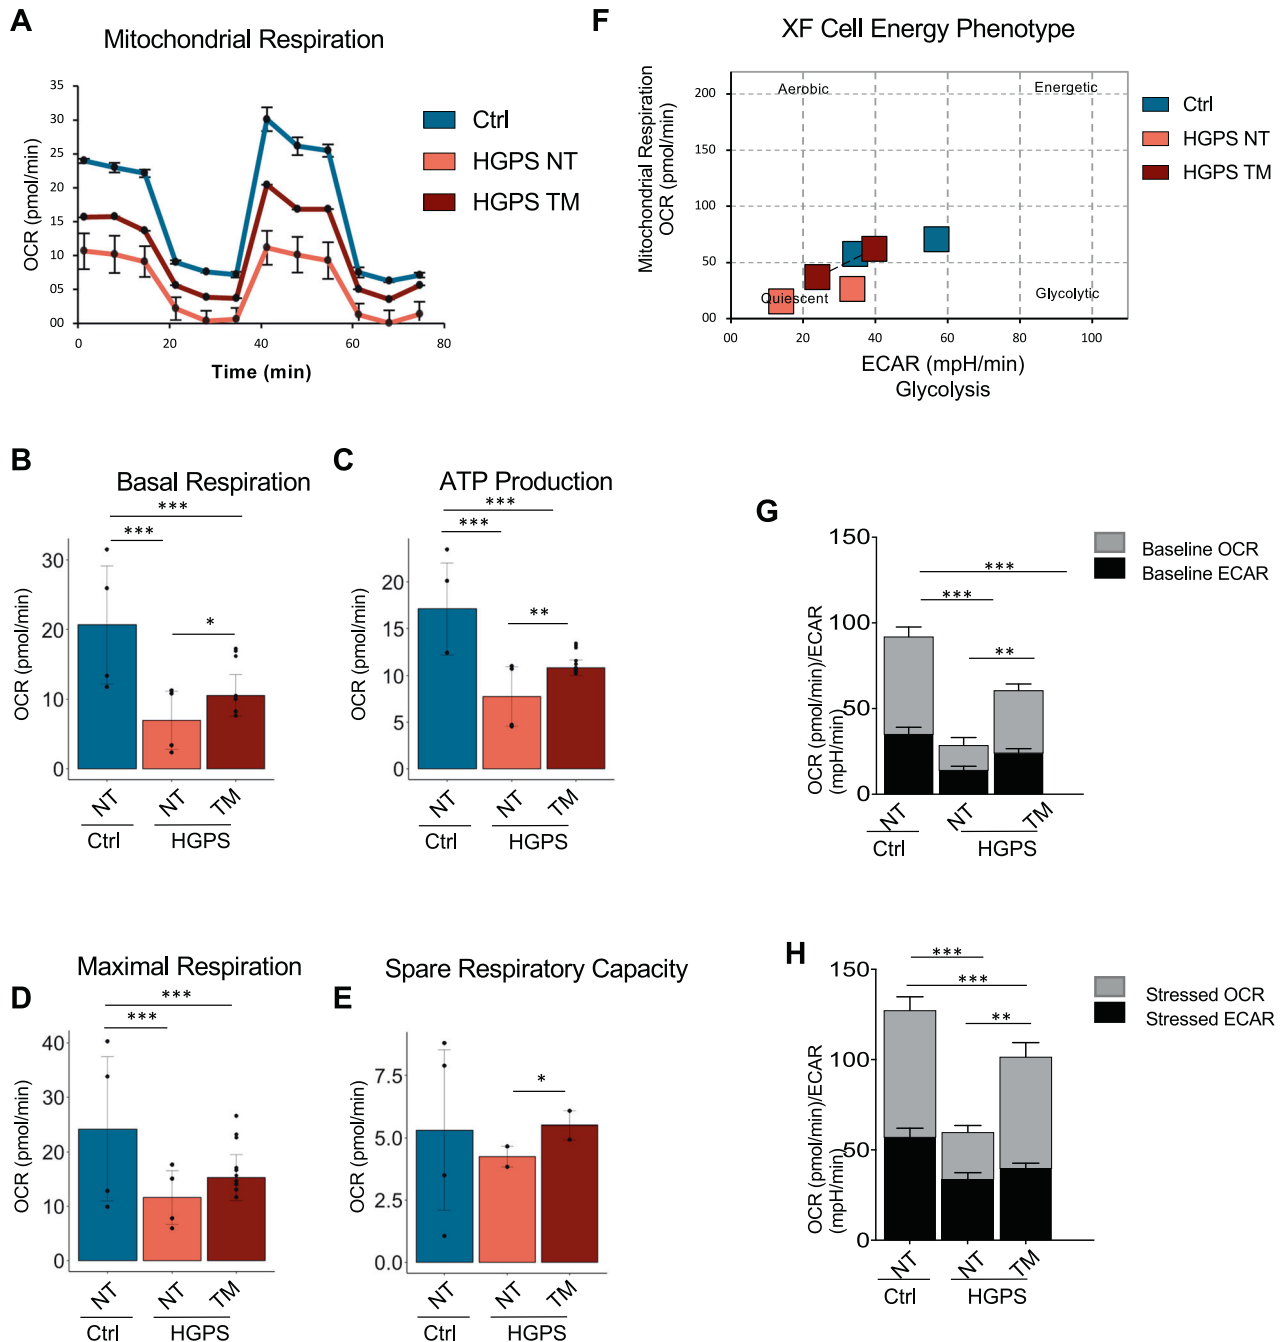 A
Mitochondrial Respiration
OCR (pmol/min)
35
30
25
20
15
10
05
00
0
20
40
60
80
Time (min)
Ctrl
HGPS NT
HGPS TM
F
XF Cell Energy Phenotype
Mitochondrial Respiration
OCR (pmol/min)
200
150
100
50
00
Aerobic
Energetic
Quiescent
Glycolytic
00
20
40
60
80
100
ECAR (mpH/min)
Glycolysis
Ctrl
HGPS NT
HGPS TM
B
Basal Respiration
***
***
*
OCR (pmol/min)
30
20
10
0
NT
NT
TM
Ctrl
HGPS
C
ATP Production
***
***
**
OCR (pmol/min)
20
15
10
5
0
NT
NT
TM
Ctrl
HGPS
G
150
100
50
0
OCR (pmol/min)/ECAR
(mpH/min)
***
***
**
Baseline OCR
Baseline ECAR
NT
NT
TM
Ctrl
HGPS
D
Maximal Respiration
***
***
OCR (pmol/min)
40
30
20
10
0
NT
NT
TM
Ctrl
HGPS
E
Spare Respiratory Capacity
*
OCR (pmol/min)
7.5
5.0
2.5
0.0
NT
NT
TM
Ctrl
HGPS
H
150
100
50
0
OCR (pmol/min)/ECAR
(mpH/min)
***
***
**
Stressed OCR
Stressed ECAR
NT
NT
TM
Ctrl
HGPS